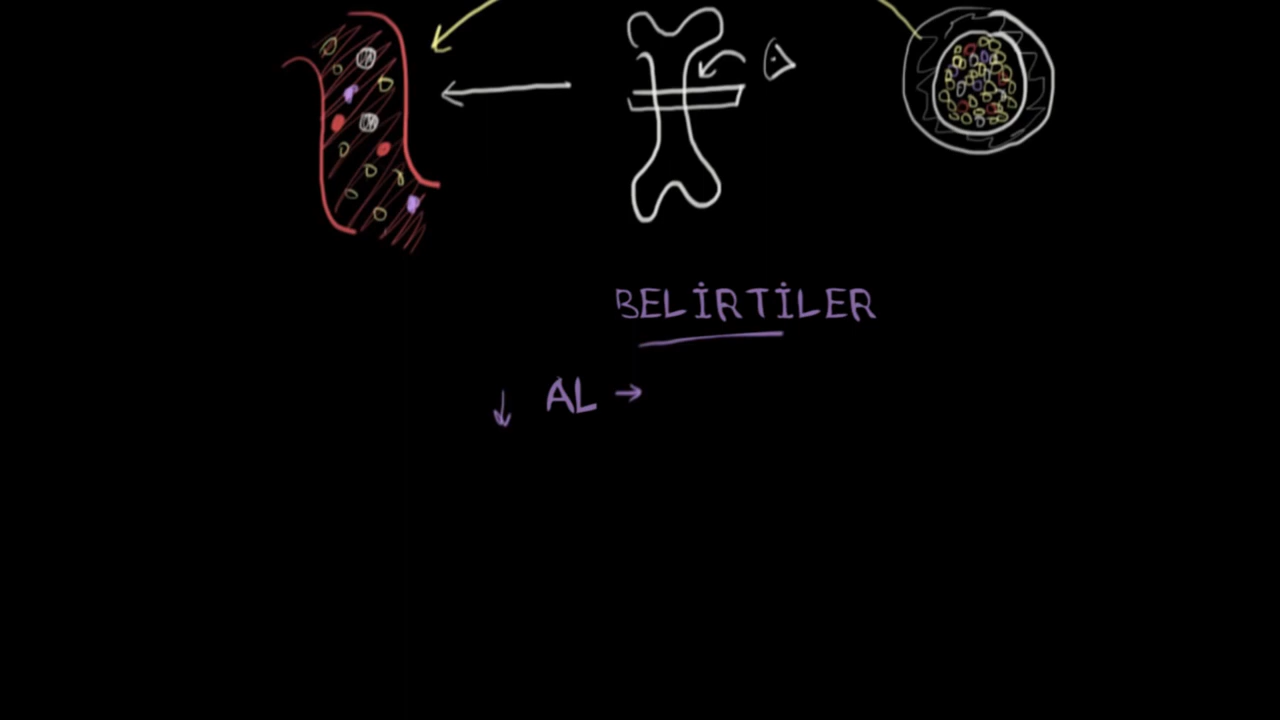 BELİRTİLER
↓ AL →